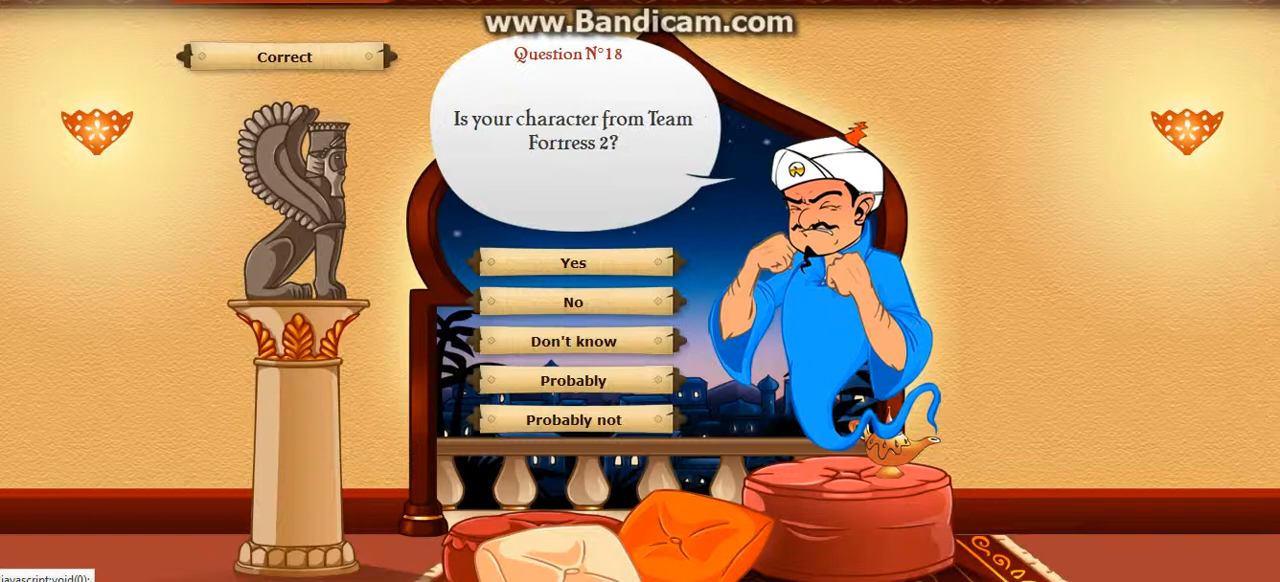 www.Bandicam.com
Correct
Question N°18
Is your character from Team
Fortress 2?
Yes
No
Don't know
Probably
Probably not
javascript:void(0);